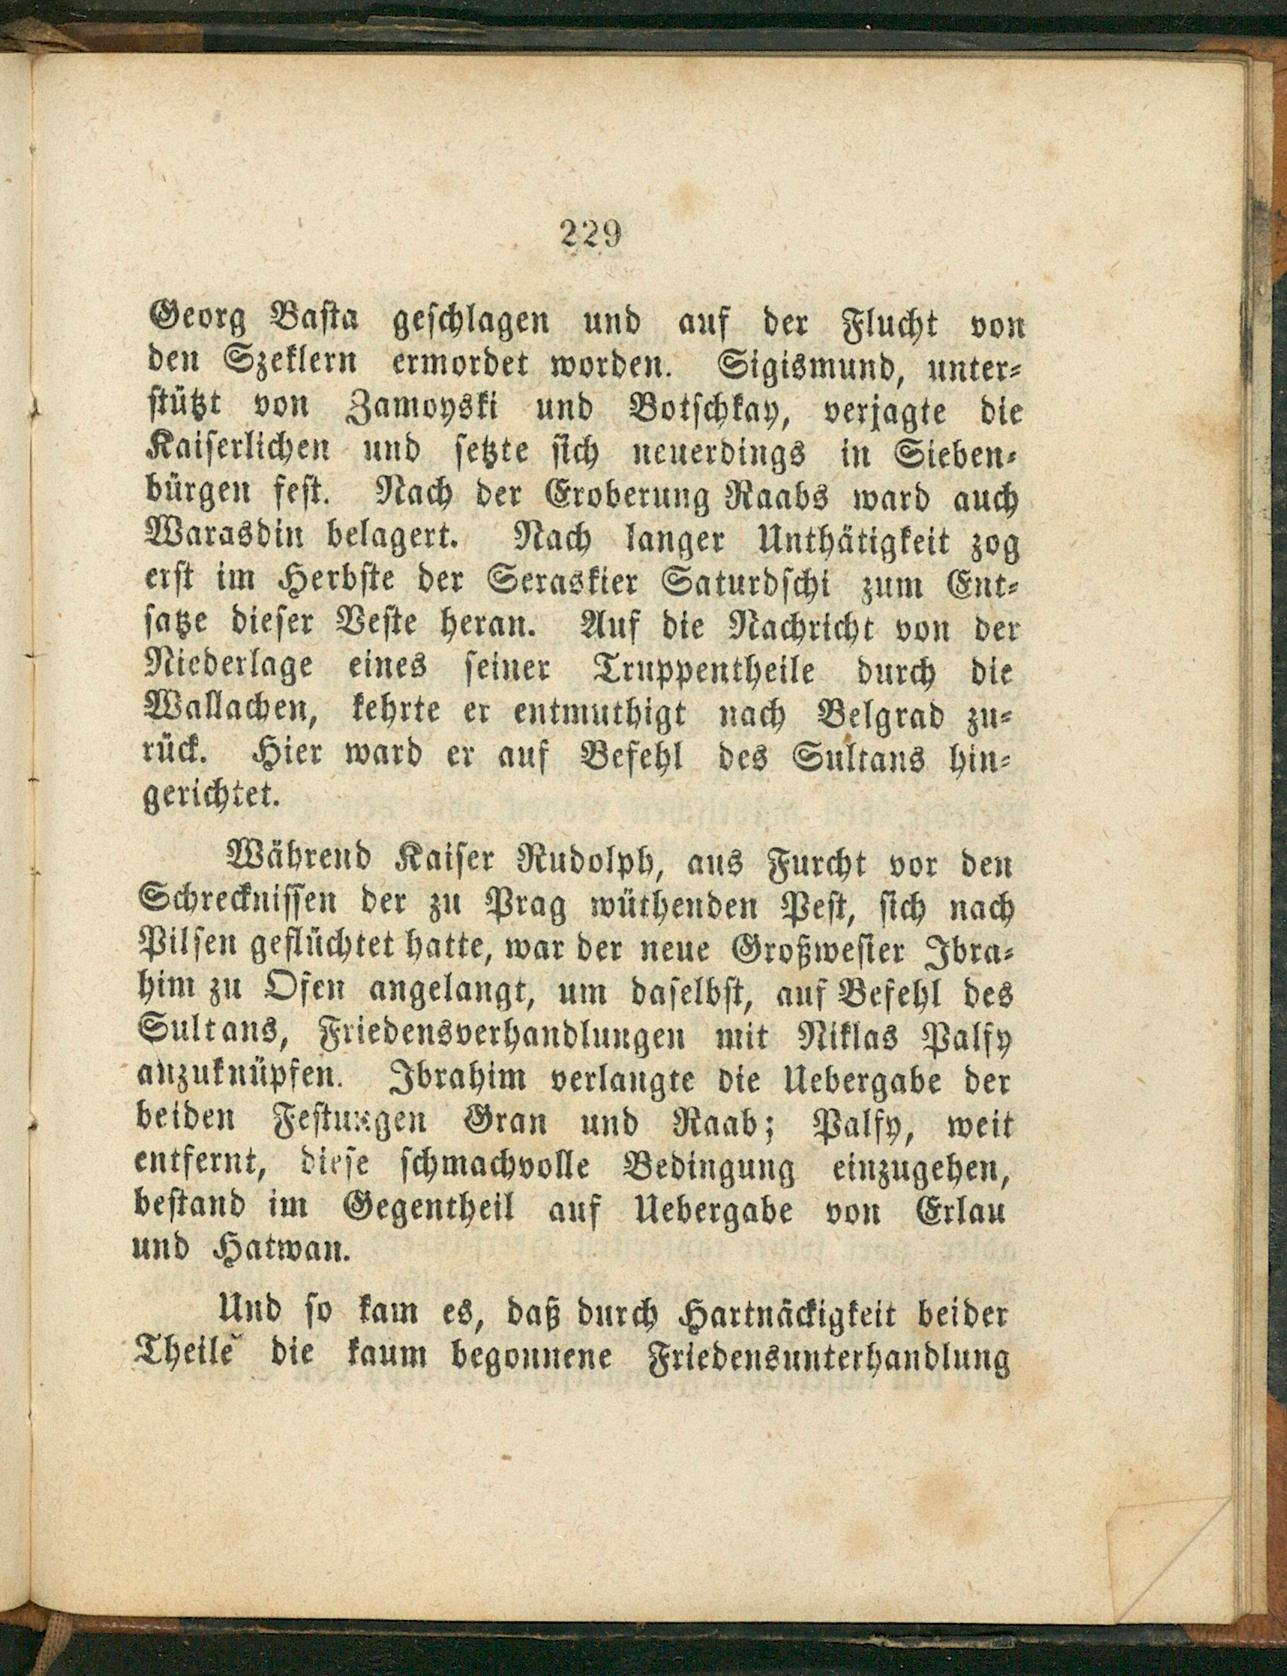 229
Georg Basta geschlagen und auf der Flucht von
den Szeklern ermordet worden. Sigismund, unter-
stützt von Zamoyski und Botschkay, verjagte die
Kaiserlichen und setzte sich neuerdings in Sieben-
bürgen fest. Nach der Eroberung Raabs ward auch
Warasdin belagert. Nach langer Unthätigkeit zog
erst im Herbste der Seraskier Saturdschi zum Ent-
satze dieser Veste heran. Auf die Nachricht von der
Niederlage eines seiner Truppentheile durch die
Wallachen, kehrte er entmuthigt nach Belgrad zu-
rück. Hier ward er auf Befehl des Sultans hin-
gerichtet.
Während Kaiser Rudolph, aus Furcht vor den
Schrecknissen der zu Prag wüthenden Pest, sich nach
Pilsen geflüchtet hatte, war der neue Großwesier Ibra-
him zu Ofen angelangt, um daselbst, auf Befehl des
Sultans, Friedensverhandlungen mit Niklas Palfy
anzuknüpfen. Ibrahim verlangte die Uebergabe der
beiden Festungen Gran und Raab; Palfy, weit
entfernt, diese schmachvolle Bedingung einzugehen,
bestand im Gegentheil auf Uebergabe von Erlau
und Hatwan.
Und so kam es, daß durch Hartnäckigkeit beider
Theile die kaum begonnene Friedensunterhandlung